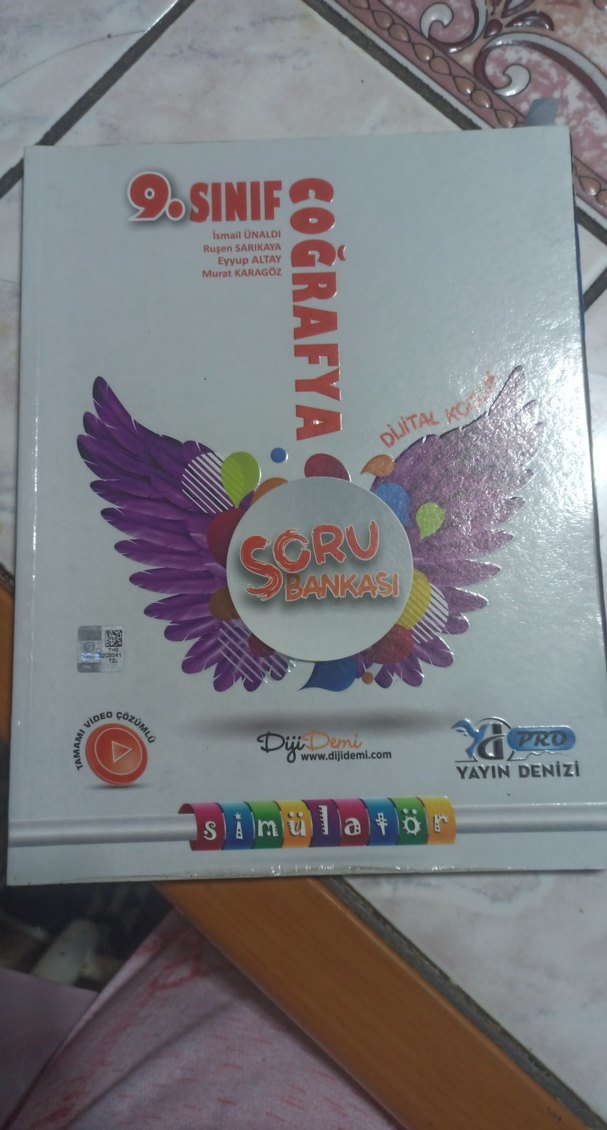 9. SINIF
COĞRAFYA
İsmail ÜNALDI
Ruşen SARIKAYA
Eyyup ALTAY
Murat KARAGÖZ
DİJİTAL
SORU
BANKASI
TAMAMI VİDEO ÇÖZÜMLÜ
DijiDemi
www.dijidemi.com
PRO
YAYIN DENİZİ
simülatör